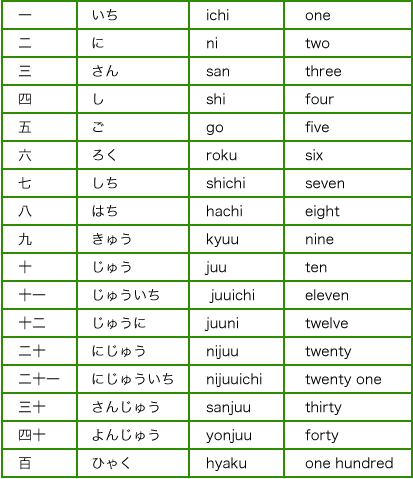 一 いち ichi one
二 に ni two
三 さん san three
四 し shi four
五 ご go five
六 ろく roku six
七 しち shichi seven
八 はち hachi eight
九 きゅう kyuu nine
十 じゅう juu ten
十一 じゅういち juuichi eleven
十二 じゅうに juuni twelve
二十 にじゅう nijuu twenty
二十一 にじゅういち nijuuichi twenty one
三十 さんじゅう sanjuu thirty
四十 よんじゅう yonjuu forty
百 ひゃく hyaku one hundred